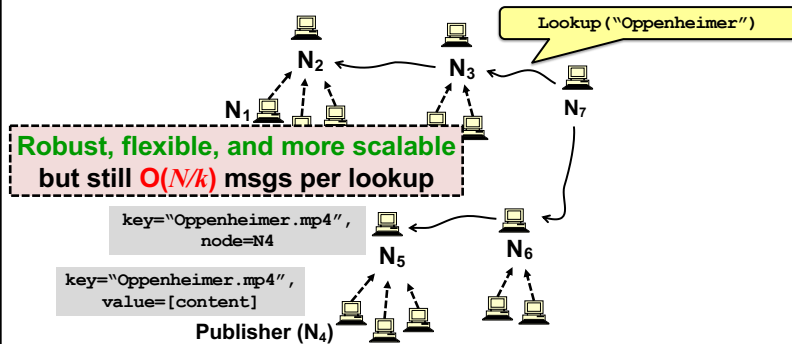 Lookup(“Oppenheimer”)
N2
N3
N7
N1
Robust, flexible, and more scalable
but still O(N/k) msgs per lookup
key=“Oppenheimer.mp4”,
node=N4
N5
N6
key=“Oppenheimer.mp4”,
value=[content]
Publisher (N4)